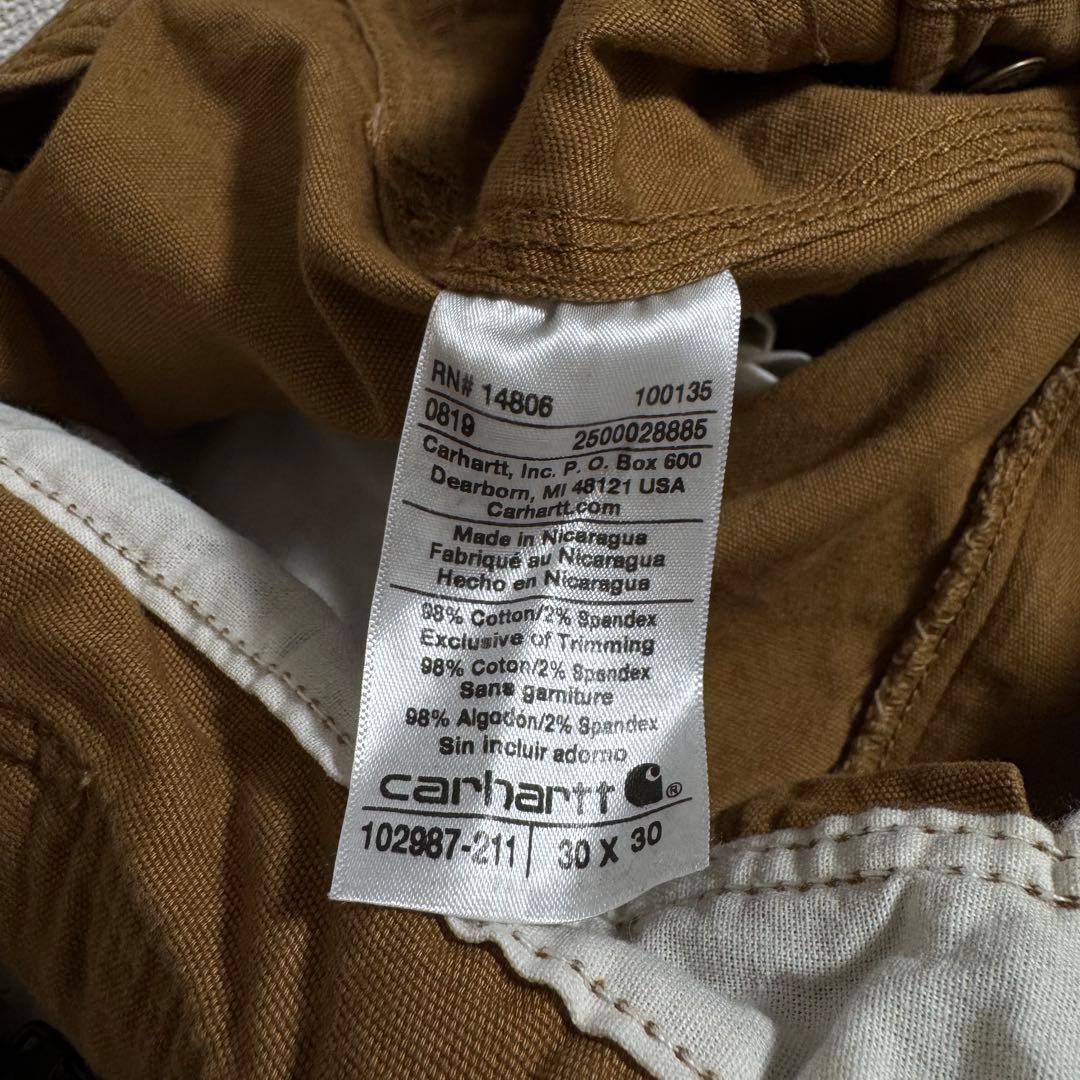 RN# 14806 100135
0819 2500028885
Carhartt, Inc. P. O. Box 600
Dearborn, MI 48121 USA
Carhartt.com
Made in Nicaragua
Fabriqué au Nicaragua
Hecho en Nicaragua
98% Cotton/2% Spandex
Exclusive of Trimming
98% Coton/2% Spandex
Sans garniture
98% Algodon/2% Spandex
Sin incluir adorno
carhartt ®
102987-211 30 X 30